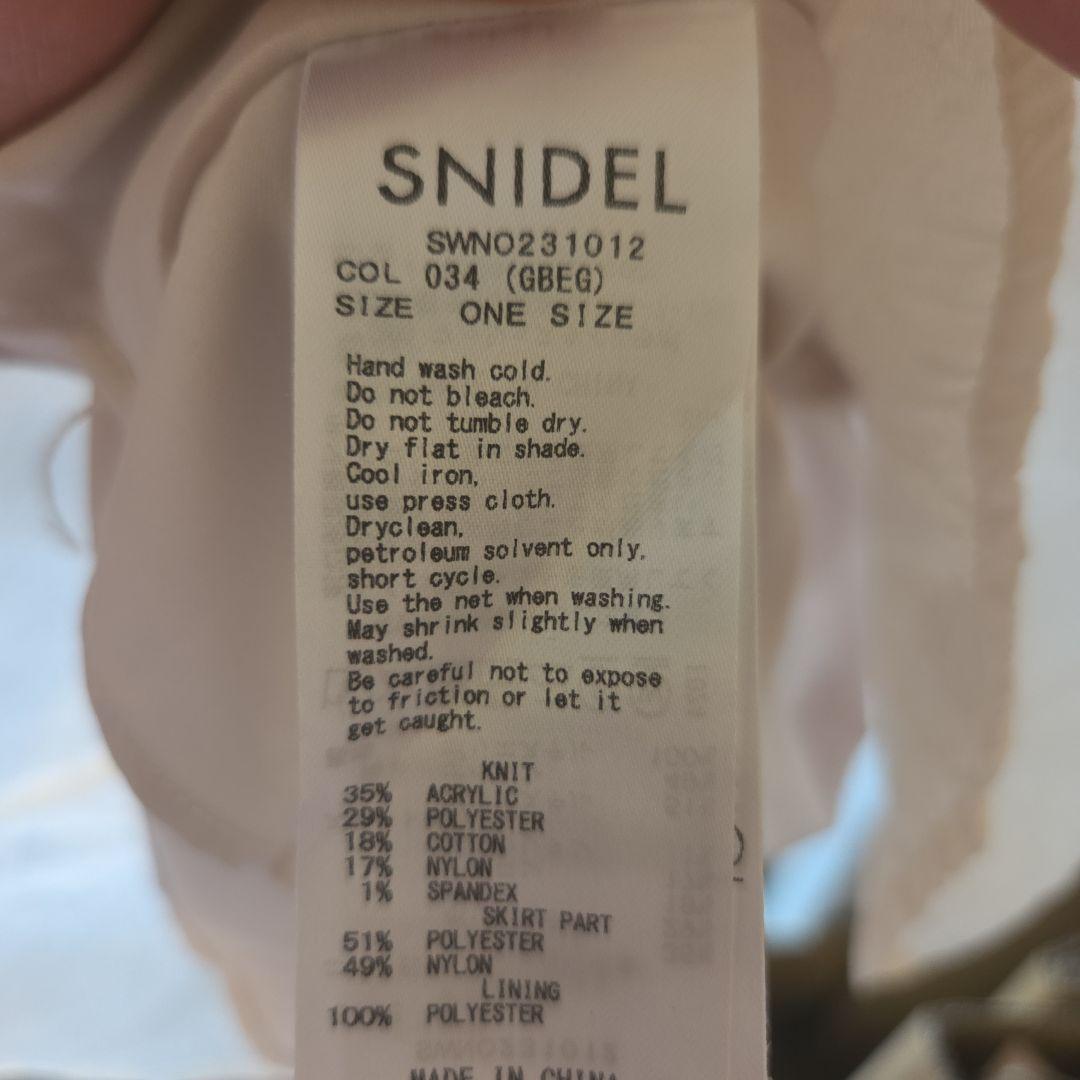 SNIDEL
SWNO231012
COL 034 (GBEG)
SIZE ONE SIZE
Hand wash cold.
Do not bleach.
Do not tumble dry.
Dry flat in shade.
Cool iron,
use press cloth.
Dryclean,
petroleum solvent only,
short cycle.
Use the net when washing.
May shrink slightly when
washed.
Be careful not to expose
to friction or let it
get caught.
KNIT
35% ACRYLIC
29% POLYESTER
18% COTTON
17% NYLON
1% SPANDEX
SKIRT PART
51% POLYESTER
49% NYLON
LINING
100% POLYESTER
MADE IN CHINA